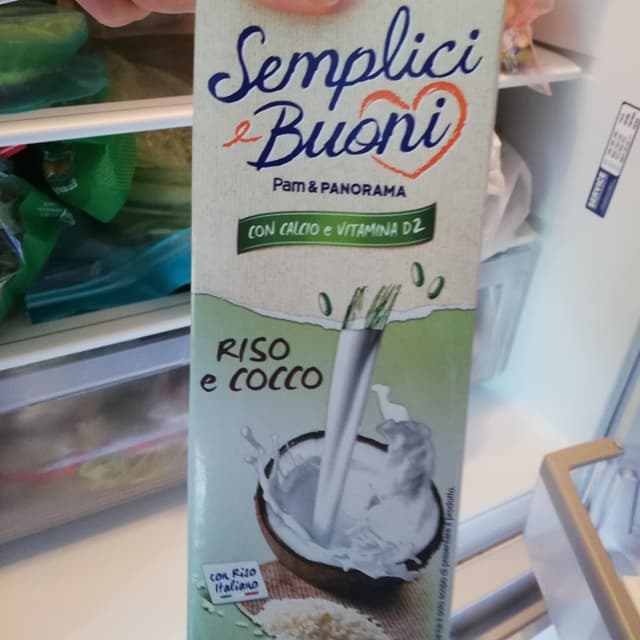 Semplici
e Buoni
Pam & PANORAMA
CON CALCIO e VITAMINA D2
RISO
e COCCO
con Riso
Italiano